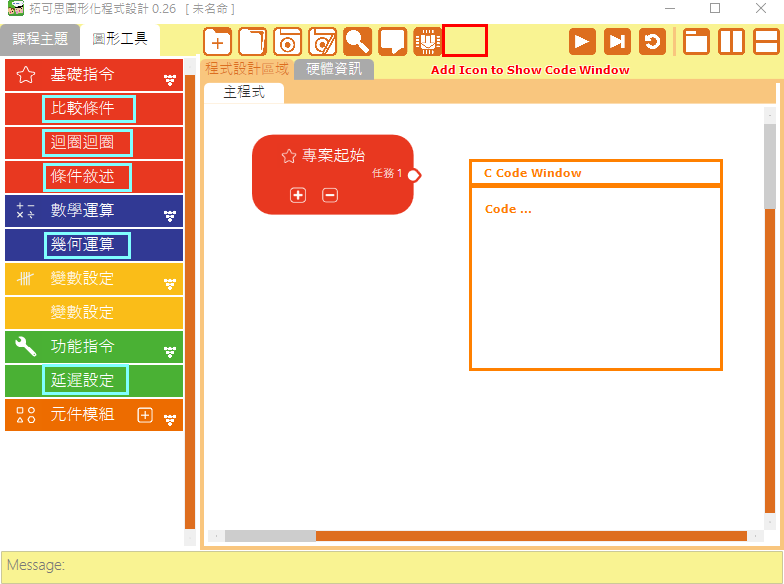 拓可思圖形化程式設計 0.26 [ 未命名 ]
課程主題
圖形工具
基礎指令
比較條件
迴圈迴圈
條件敘述
數學運算
幾何運算
變數設定
變數設定
功能指令
延遲設定
元件模組
程式設計區域
硬體資訊
Add Icon to Show Code Window
主程式
專案起始
任務 1
C Code Window
Code ...
Message: